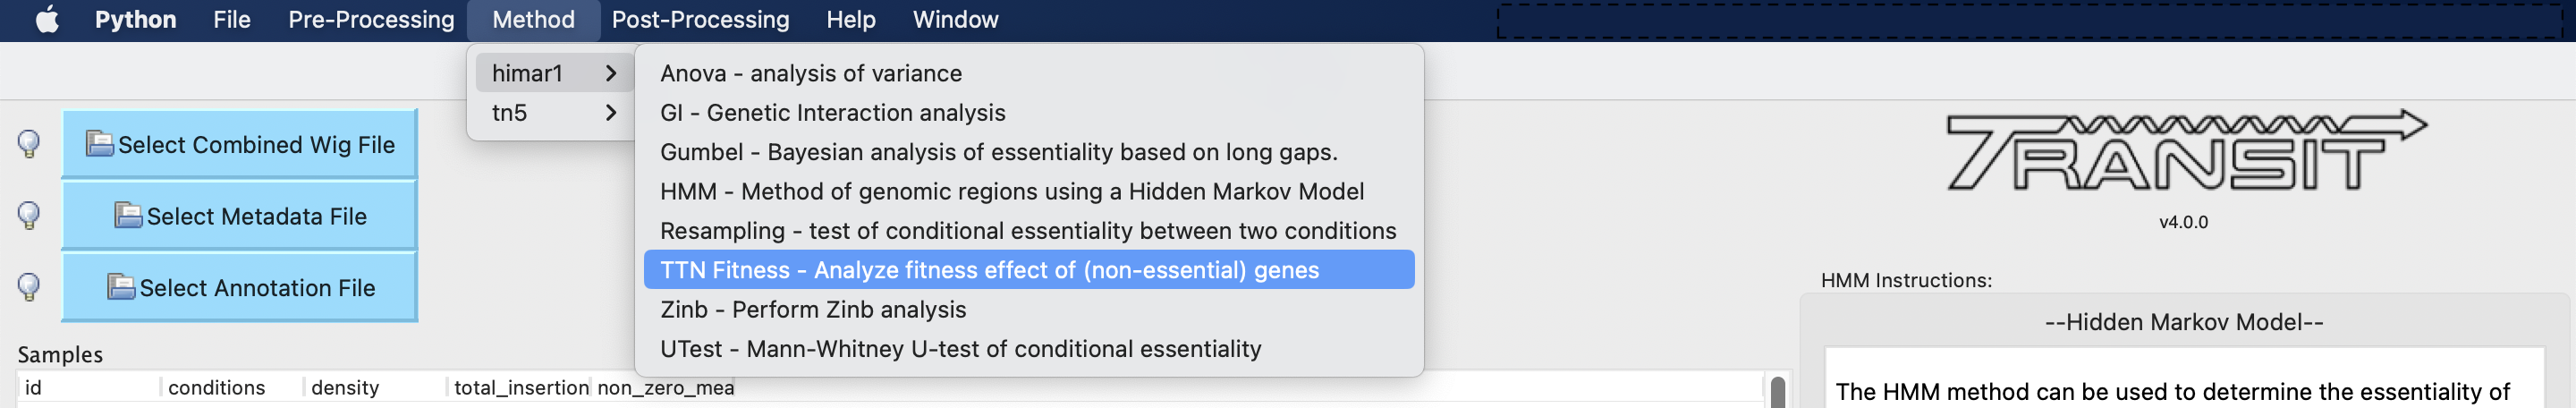 Python File Pre-Processing Method Post-Processing Help Window
himar1
tn5
Anova - analysis of variance
GI - Genetic Interaction analysis
Gumbel - Bayesian analysis of essentiality based on long gaps.
HMM - Method of genomic regions using a Hidden Markov Model
Resampling - test of conditional essentiality between two conditions
TTN Fitness - Analyze fitness effect of (non-essential) genes
Zinb - Perform Zinb analysis
UTest - Mann-Whitney U-test of conditional essentiality
Select Combined Wig File
Select Metadata File
Select Annotation File
Samples
id conditions density total_insertion non_zero_mea
TRANSIT
v4.0.0
HMM Instructions:
--Hidden Markov Model--
The HMM method can be used to determine the essentiality of